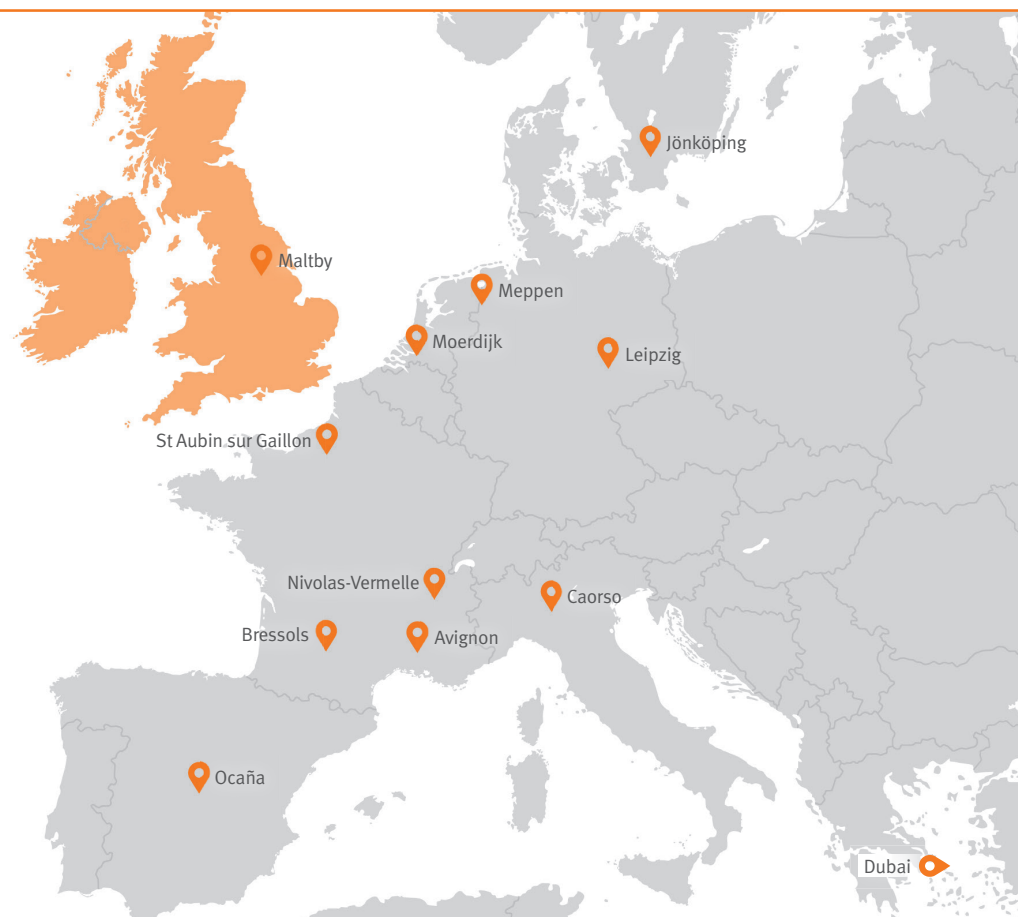 Jönköping
Maltby
Meppen
Moerdijk
Leipzig
St Aubin sur Gaillon
Nivolas-Vermelle
Caorso
Bressols
Avignon
Ocaña
Dubai